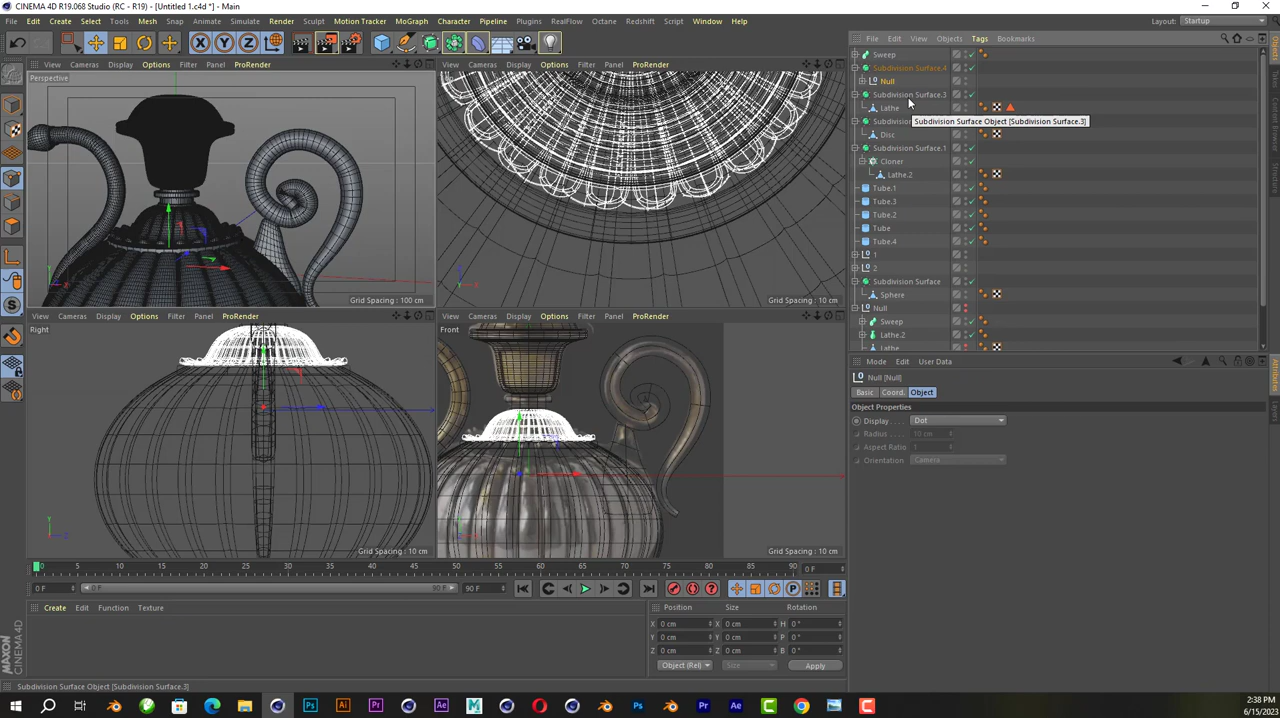 CINEMA 4D R19.068 Studio (RC - R19) - [Untitled 1.c4d *] - Main
File Edit Create Select Tools Mesh Snap Animate Simulate Render Sculpt Motion Tracker MoGraph Character Pipeline Plugins RealFlow Octane Redshift Script Window Help
Layout: Startup
File Edit View Objects Tags Bookmarks
View Cameras Display Options Filter Panel ProRender
View Cameras Display Options Filter Panel ProRender
Perspective
Sweep
Subdivision Surface.4
Null
Subdivision Surface.3
Lathe
Subdivision
Subdivision Surface Object [Subdivision Surface.3]
Disc
Subdivision Surface.1
Cloner
Lathe.2
Tube.1
Tube.3
Tube.2
Tube
Tube.4
1
2
Subdivision Surface
Sphere
Null
Sweep
Lathe.2
Lathe
Objects
Grid Spacing : 100 cm
Grid Spacing : 10 cm
View Cameras Display Options Filter Panel ProRender
View Cameras Display Options Filter Panel ProRender
Right
Front
Grid Spacing : 10 cm
Grid Spacing : 10 cm
Mode Edit User Data
Null [Null]
Basic Coord. Object
Object Properties
Display . . . . Dot
Radius . . . . 10 cm
Aspect Ratio 1
Orientation Camera
Attributes
0 5 10 15 20 25 30 35 40 45 50 55 60 65 70 75 80 85 90
0 F
0 F 0 F 90 F 90 F
Create Edit Function Texture
Position Size Rotation
X 0 cm X 0 cm H 0 °
Y 0 cm Y 0 cm P 0 °
Z 0 cm Z 0 cm B 0 °
Object (Rel) Size Apply
MAXON
CINEMA 4D
Subdivision Surface Object [Subdivision Surface.3]
2:38 PM
6/15/2023